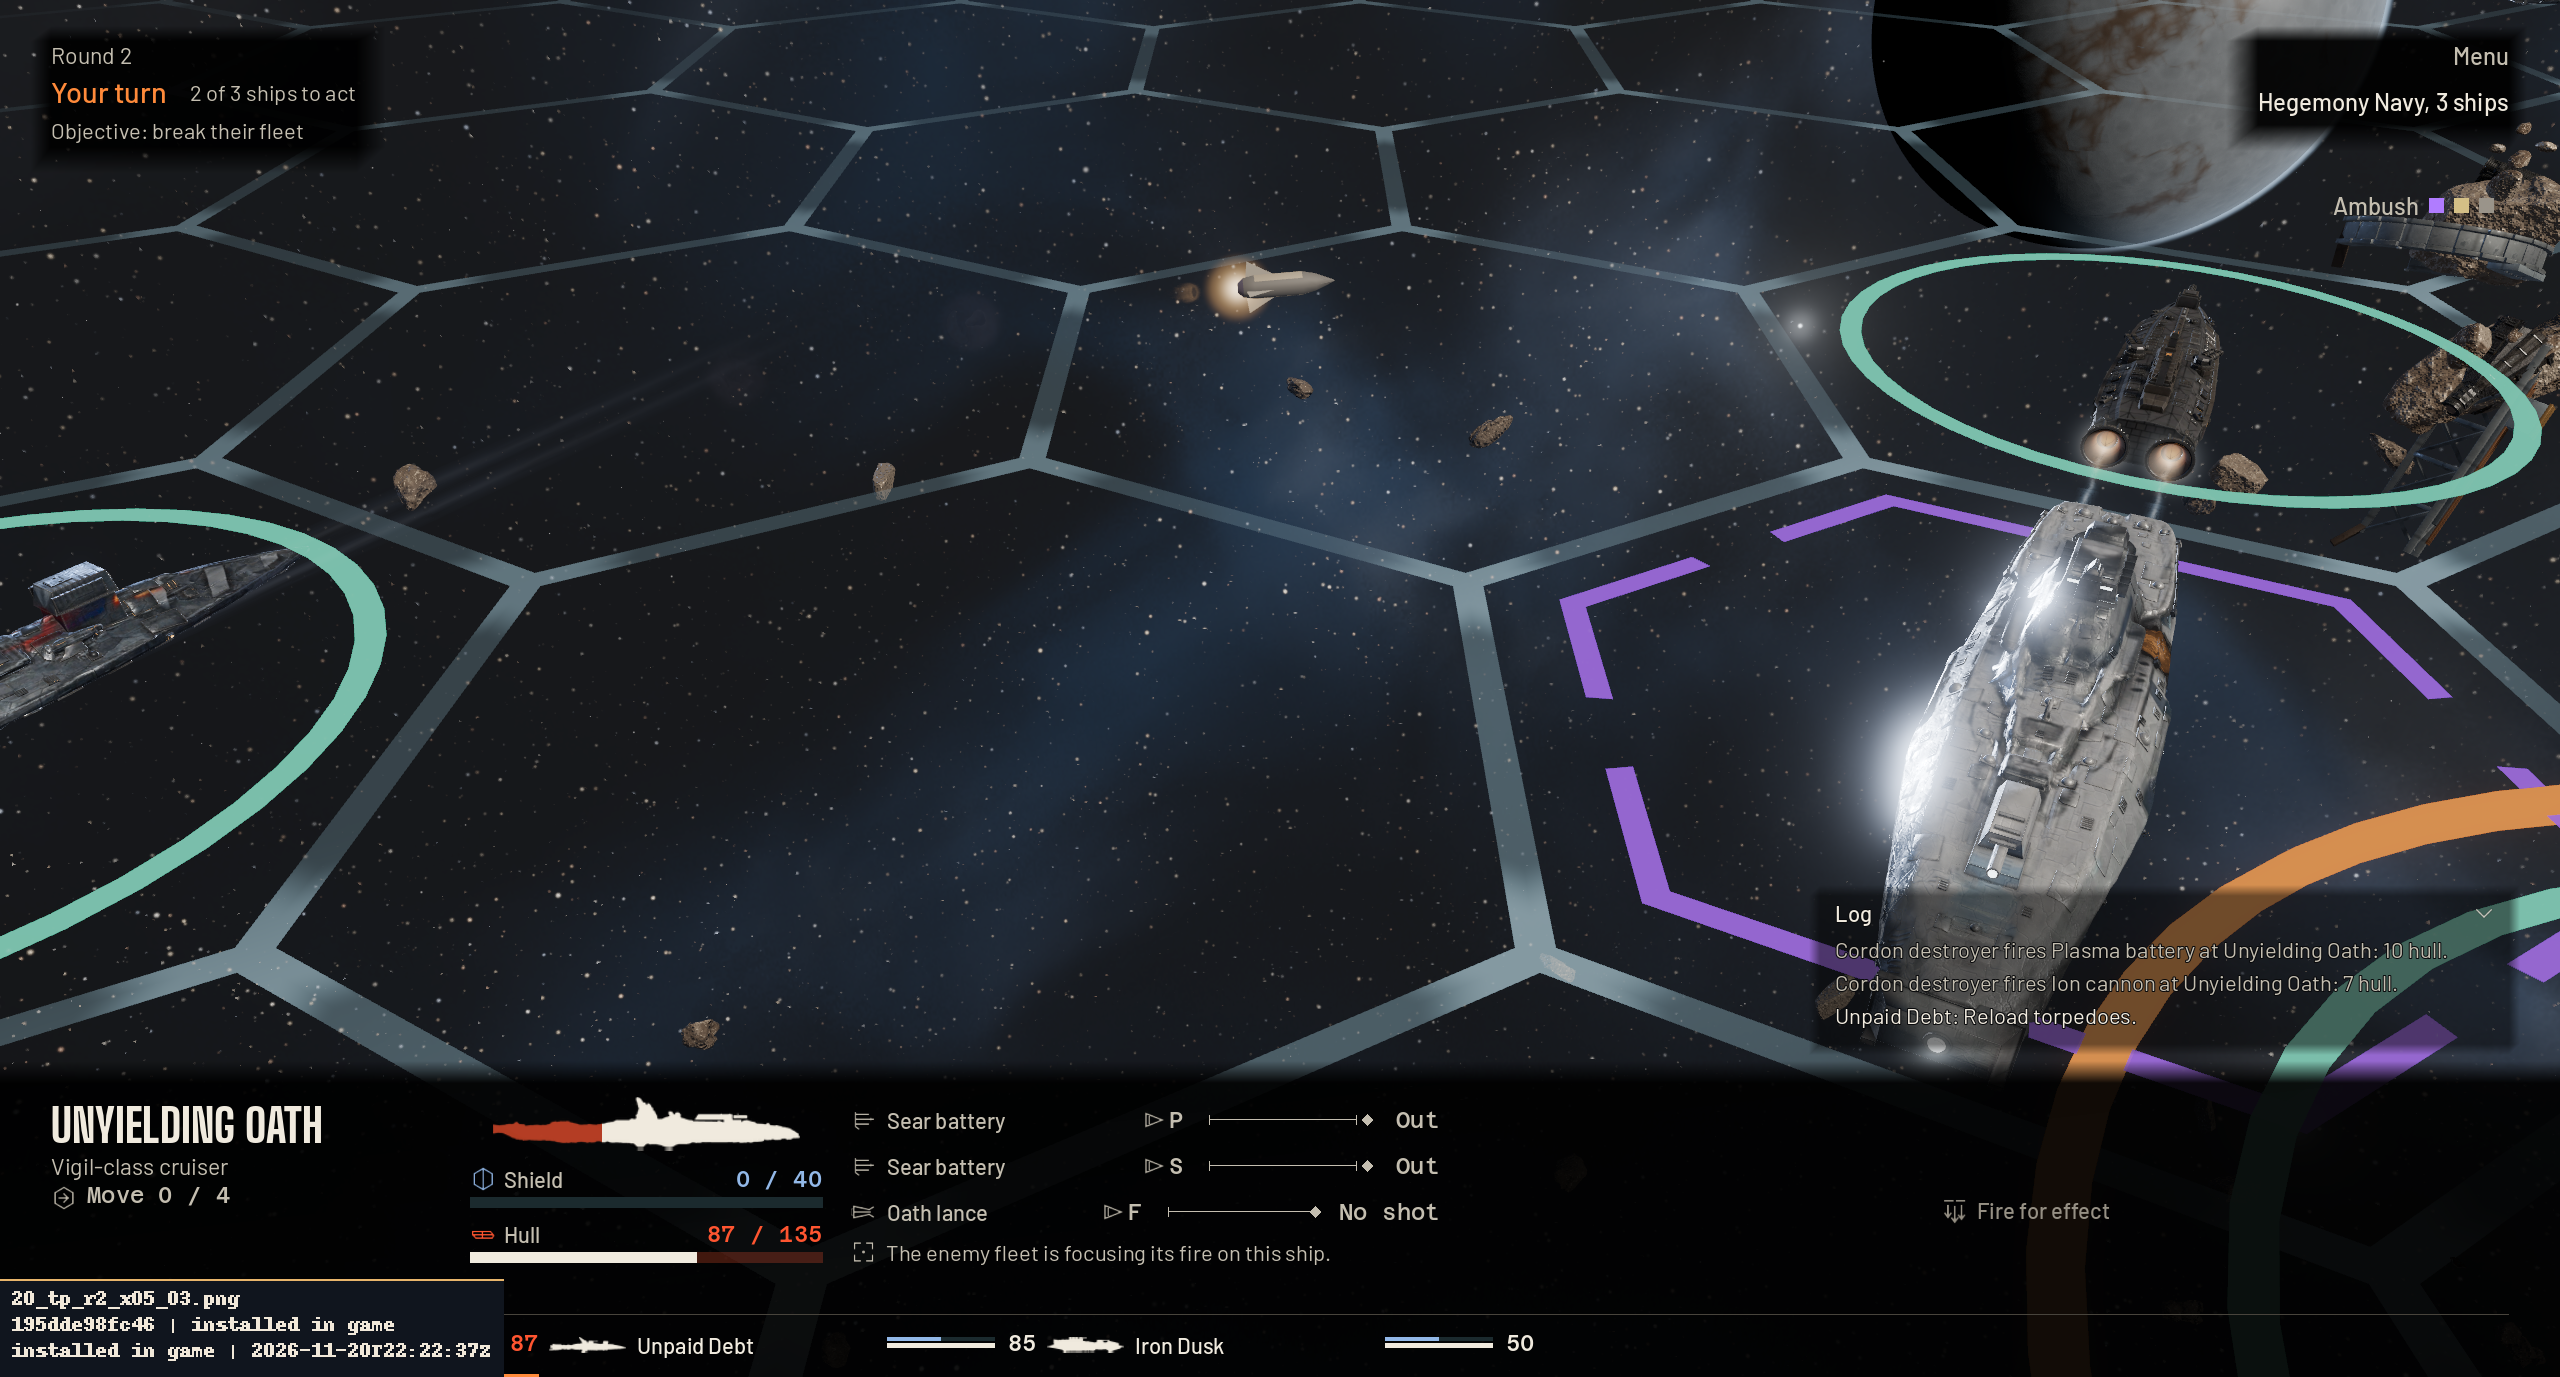 Round 2
Your turn 2 of 3 ships to act
Objective: break their fleet
Menu
Hegemony Navy, 3 ships
Ambush
Log
Cordon destroyer fires Plasma battery at Unyielding Oath: 10 hull.
Cordon destroyer fires Ion cannon at Unyielding Oath: 7 hull.
Unpaid Debt: Reload torpedoes.
UNYIELDING OATH
Vigil-class cruiser
Move 0 / 4
Shield 0 / 40
Hull 87 / 135
Sear battery P Out
Sear battery S Out
Oath lance F No shot
The enemy fleet is focusing its fire on this ship.
Fire for effect
20_tp_r2_x05_03.png
195dde98fc46 | installed in game
installed in game | 2026-11-20T22:22:37Z
87 Unpaid Debt 85 Iron Dusk 50